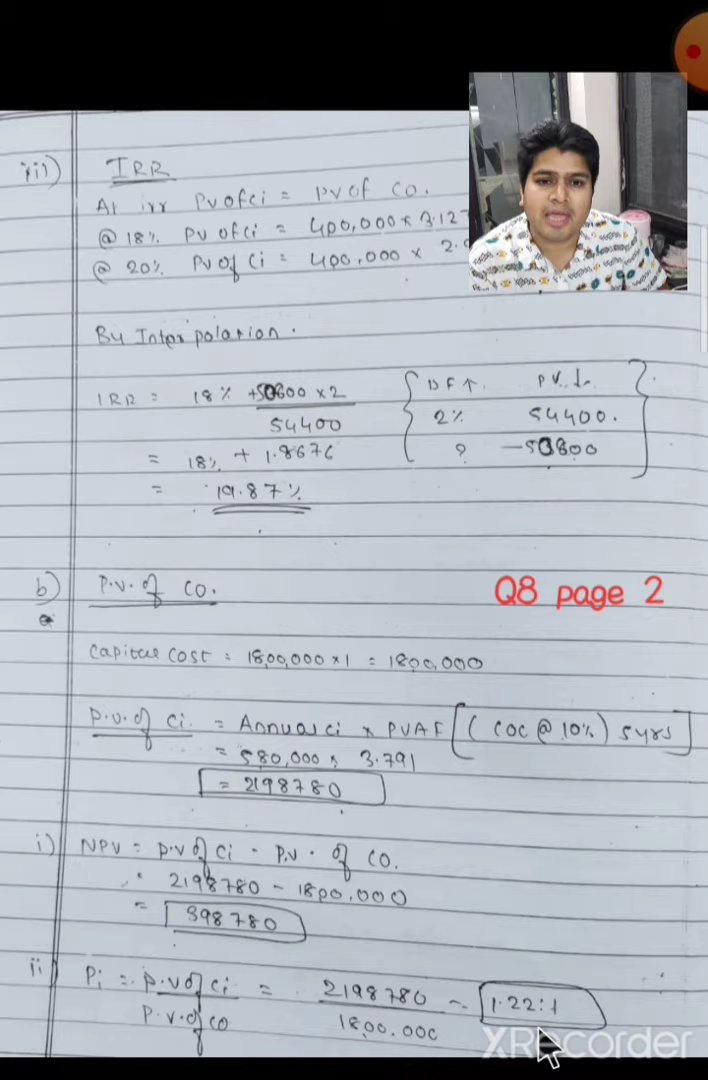 iii) IRR
At irr PV of ci = PV of CO.
@ 18% PV of ci = 400,000 × 3.127
@ 20% PV of Ci = 400,000 × 2.
By Interpolation.
DF ↑. PV. ↓.
IRR = 18% + 50800 × 2
54400
2% 54400.
= 18% + 1.8676
? - 50800
= 19.87%
b) P.V. of CO.
Q8 page 2
Capital Cost = 18,00,000 × 1 = 1800,000
P.V. of Ci = Annual ci × PVAF [(COC @ 10%) 5yrs]
= 580,000 × 3.791
= 2198780
i) NPV = P.V of Ci - P.V. of CO.
= 2198780 - 1800.000
= 398780
ii) Pi = P.V of Ci = 2198780 = 1.22:1
P.V. of CO 1800.000
XRecorder